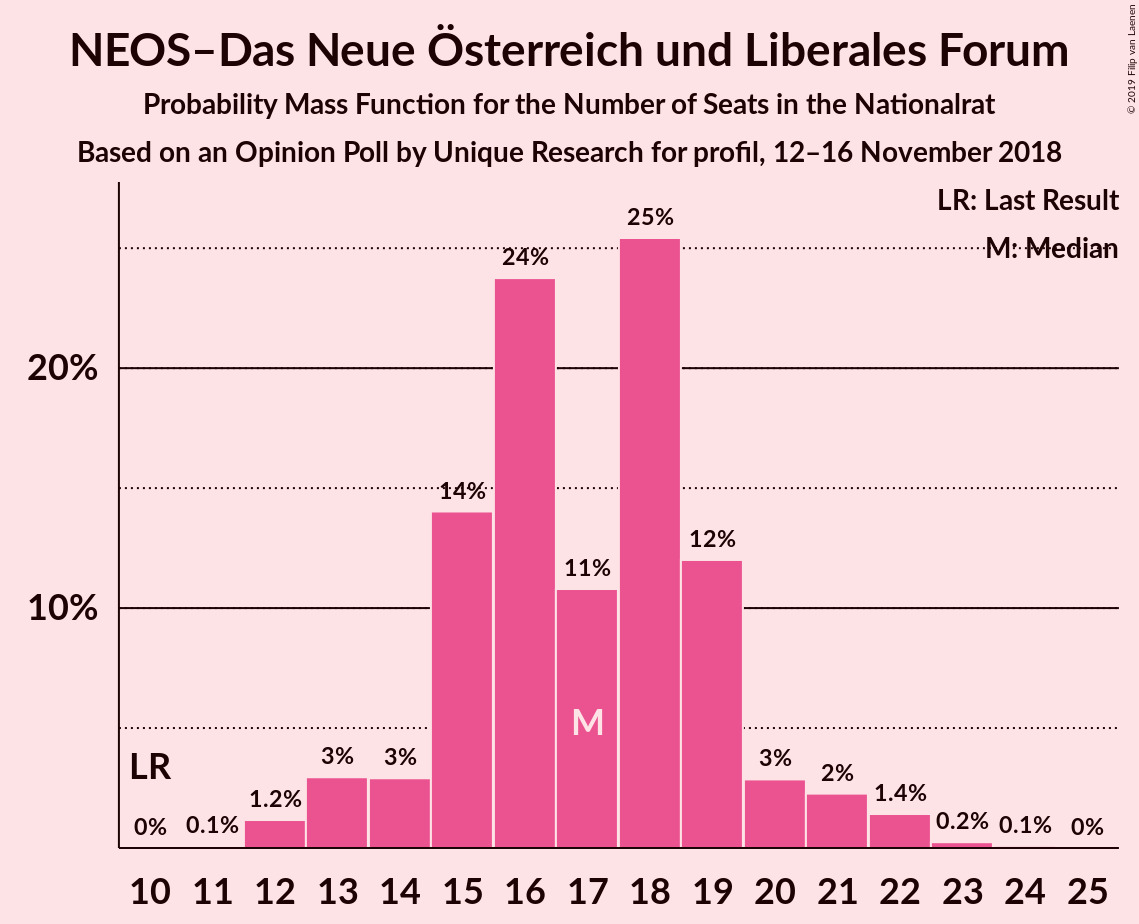 NEOS–Das Neue Österreich und Liberales Forum
Probability Mass Function for the Number of Seats in the Nationalrat
Based on an Opinion Poll by Unique Research for profil, 12–16 November 2018
© 2019 Filip van Laenen
LR: Last Result
M: Median
20%
10%
LR
0%
0.1%
1.2%
3%
3%
14%
24%
11%
M
25%
12%
3%
2%
1.4%
0.2%
0.1%
0%
10 11 12 13 14 15 16 17 18 19 20 21 22 23 24 25